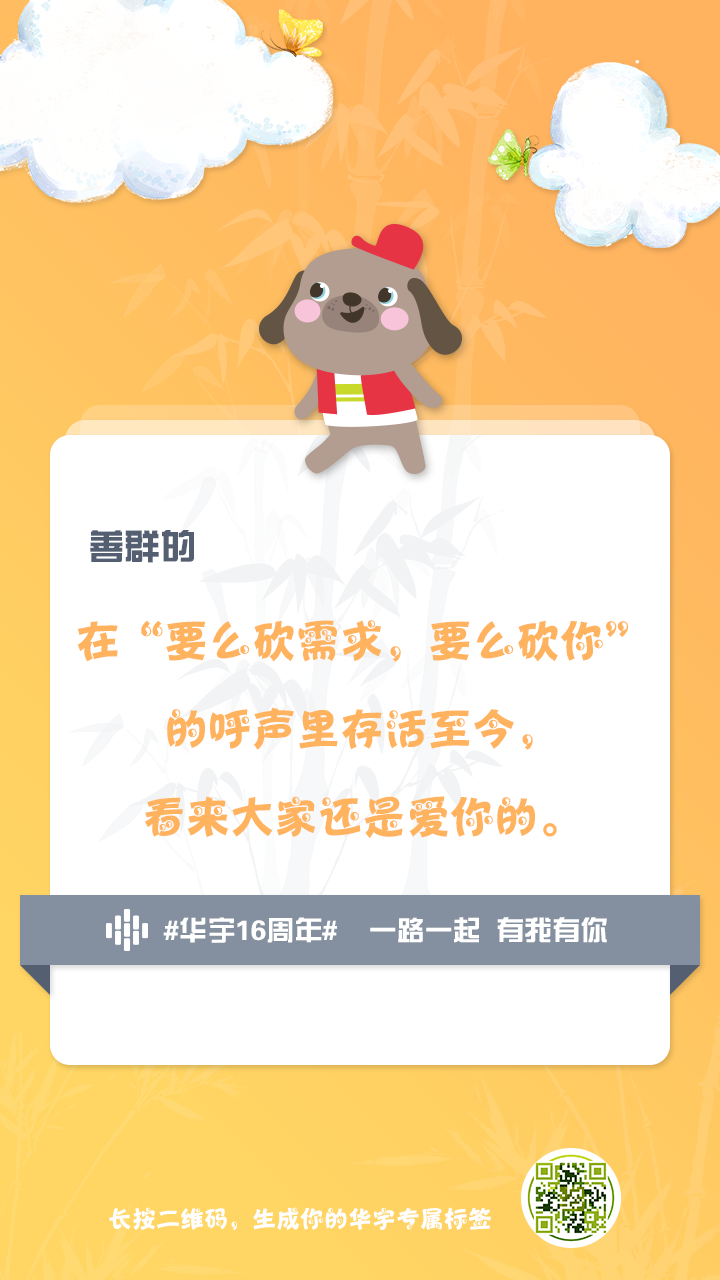 善群的
在“要么砍需求，要么砍你”
的呼声里存活至今，
看来大家还是爱你的。
#华宇16周年# 一路一起 有我有你
长按二维码，生成你的华宇专属标签